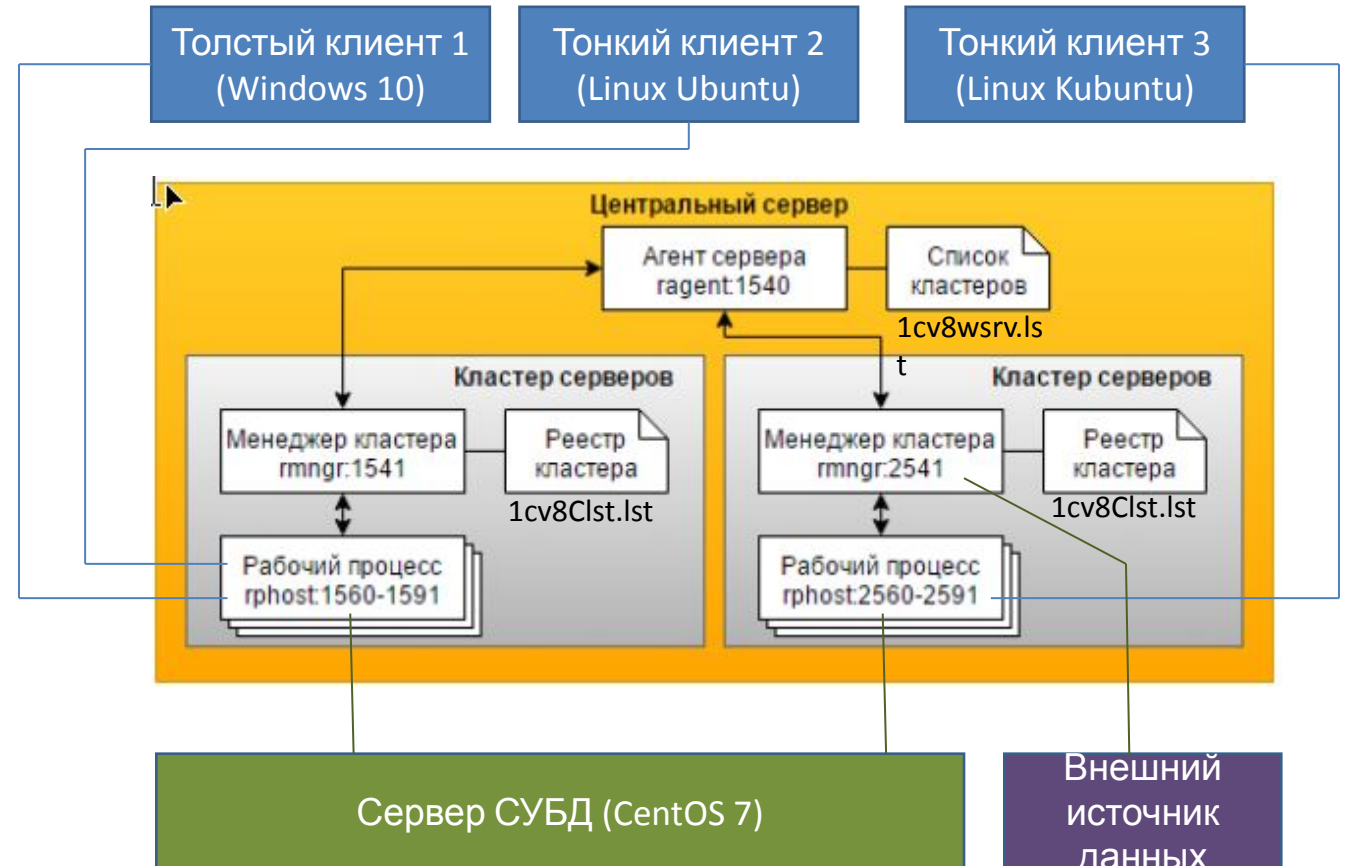 Толстый клиент 1
(Windows 10)
Тонкий клиент 2
(Linux Ubuntu)
Тонкий клиент 3
(Linux Kubuntu)
Центральный сервер
Агент сервера
ragent:1540
Список
кластеров
1cv8wsrv.ls
t
Кластер серверов
Менеджер кластера
rmngr:1541
Реестр
кластера
1cv8Clst.lst
Рабочий процесс
rphost:1560-1591
Кластер серверов
Менеджер кластера
rmngr:2541
Реестр
кластера
1cv8Clst.lst
Рабочий процесс
rphost:2560-2591
Сервер СУБД (CentOS 7)
Внешний
источник
данных